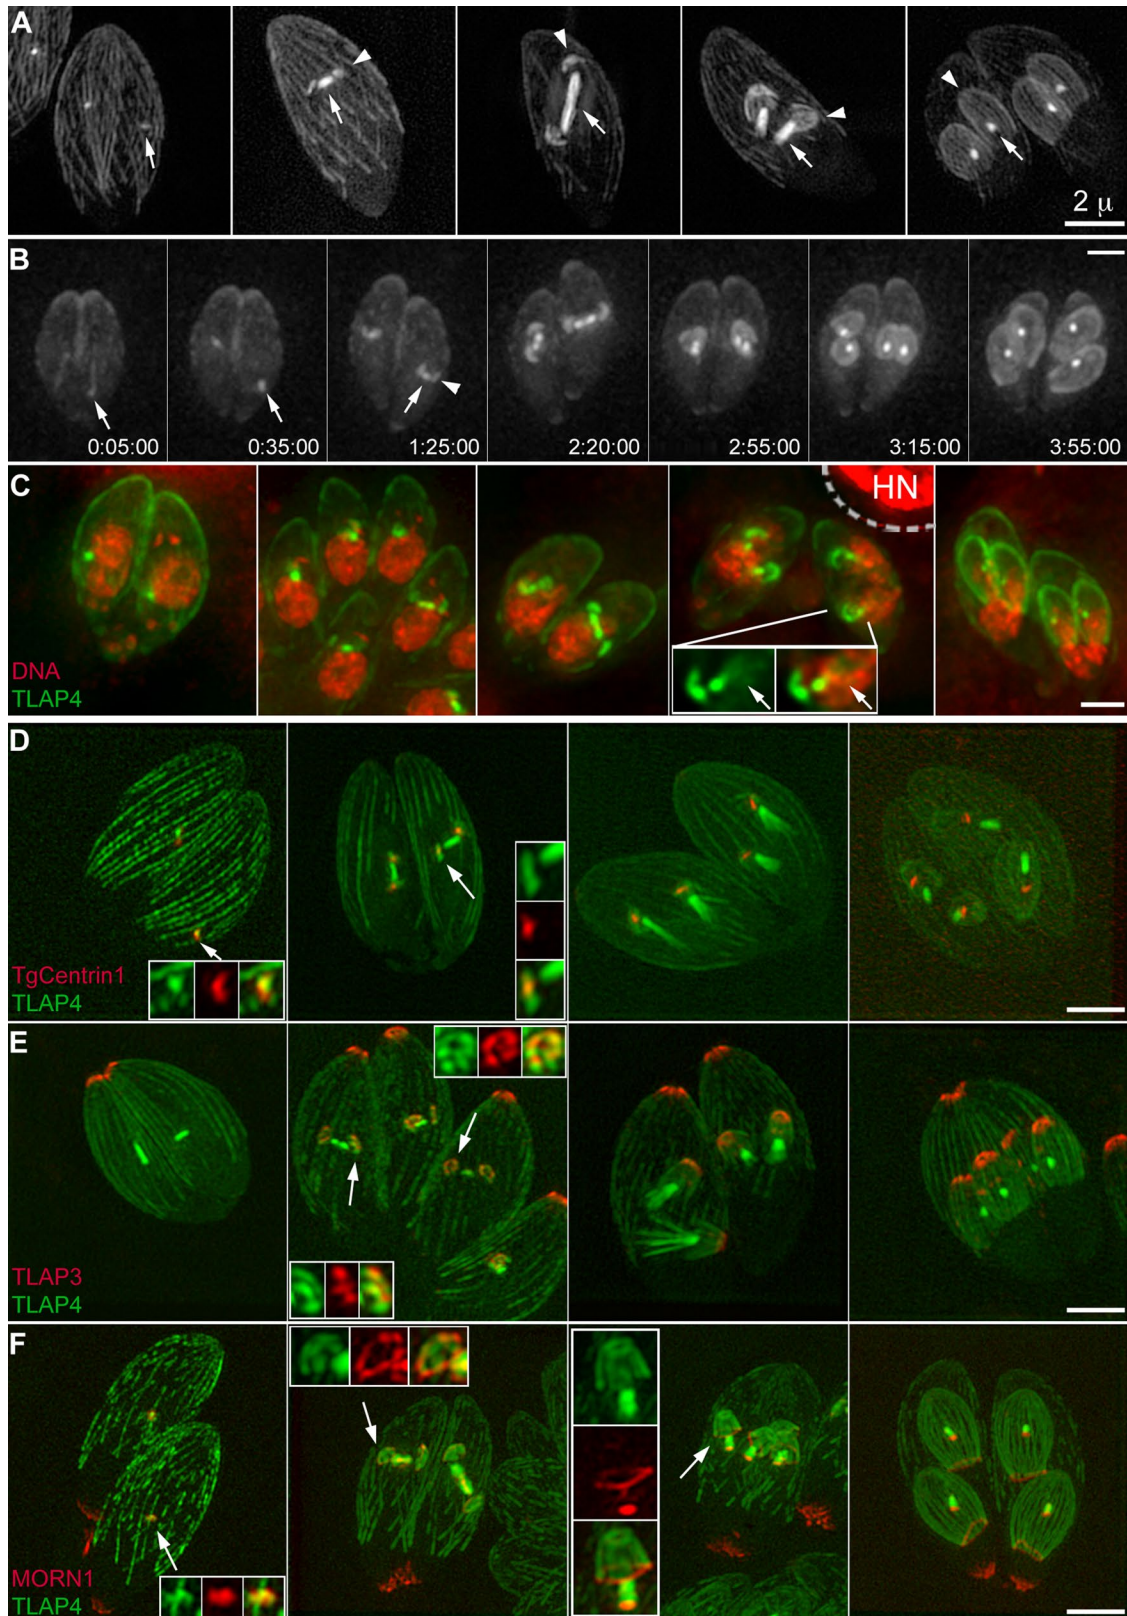 A
2 μ
B
0:05:00
0:35:00
1:25:00
2:20:00
2:55:00
3:15:00
3:55:00
C
HN
DNA
TLAP4
D
TgCentrin1
TLAP4
E
TLAP3
TLAP4
F
MORN1
TLAP4